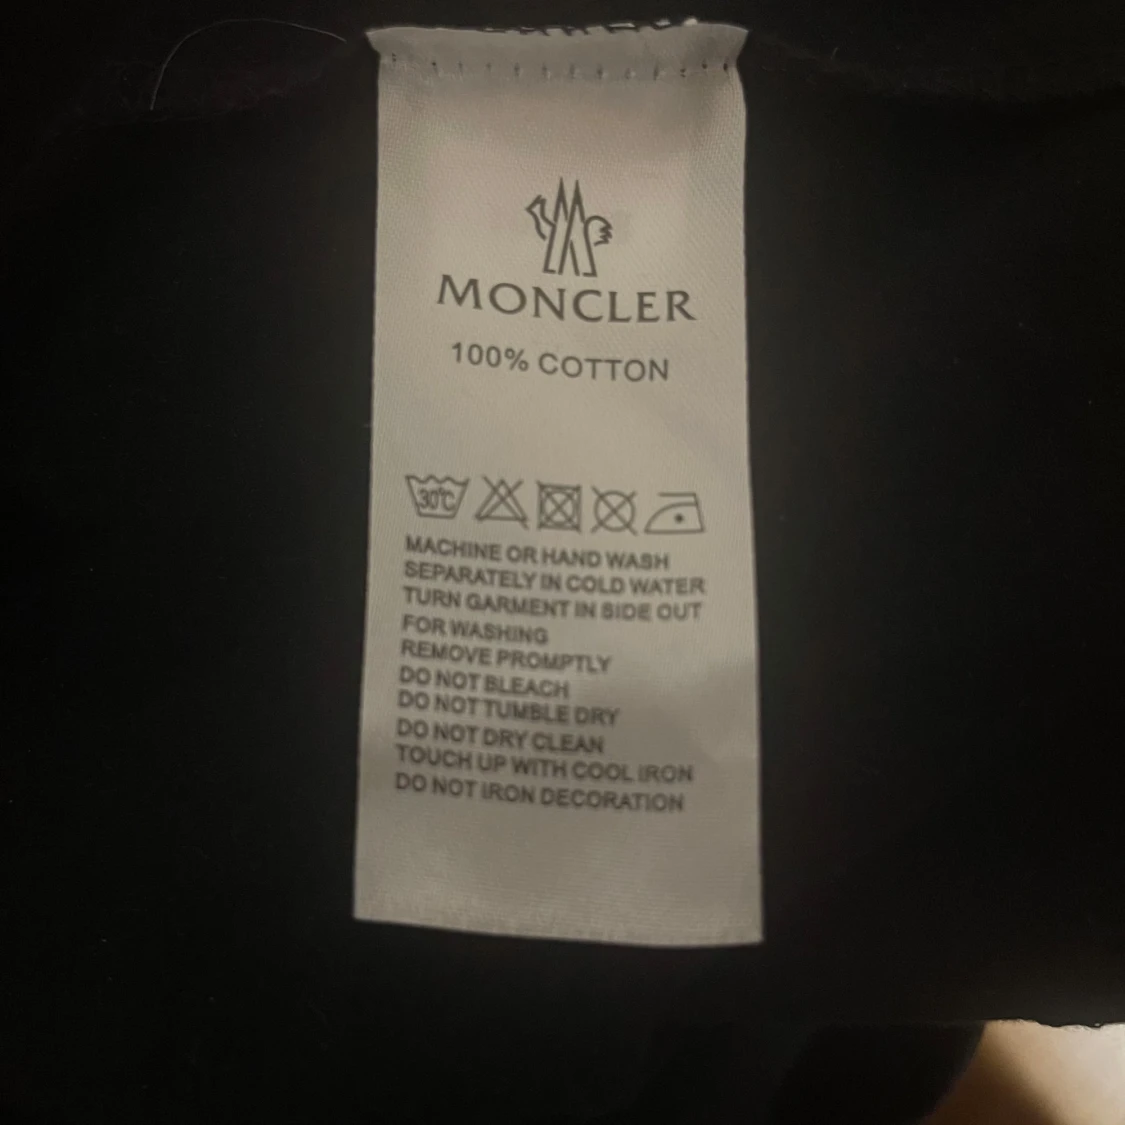 MONCLER
100% COTTON
30°C
MACHINE OR HAND WASH
SEPARATELY IN COLD WATER
TURN GARMENT IN SIDE OUT
FOR WASHING
REMOVE PROMPTLY
DO NOT BLEACH
DO NOT TUMBLE DRY
DO NOT DRY CLEAN
TOUCH UP WITH COOL IRON
DO NOT IRON DECORATION